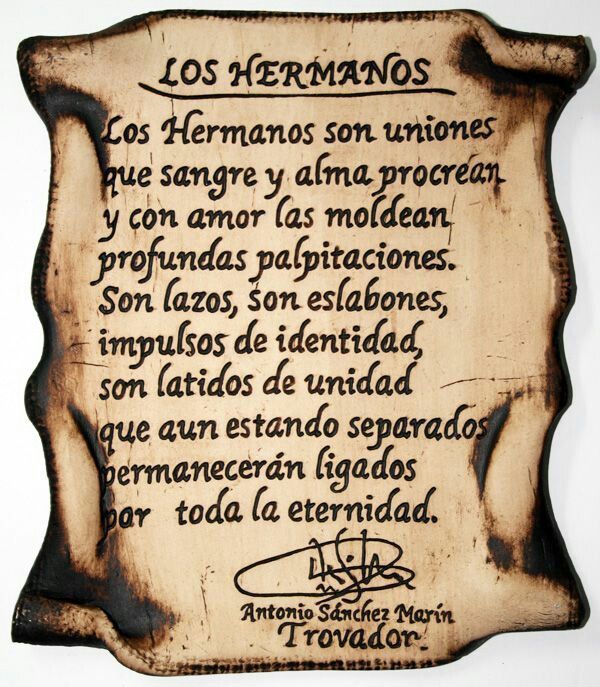 LOS HERMANOS
Los Hermanos son uniones
que sangre y alma procrean
y con amor las moldean
profundas palpitaciones.
Son lazos, son eslabones,
impulsos de identidad,
son latidos de unidad
que aun estando separados
permanecerán ligados
por toda la eternidad.
Antonio Sánchez Marín
Trovador.